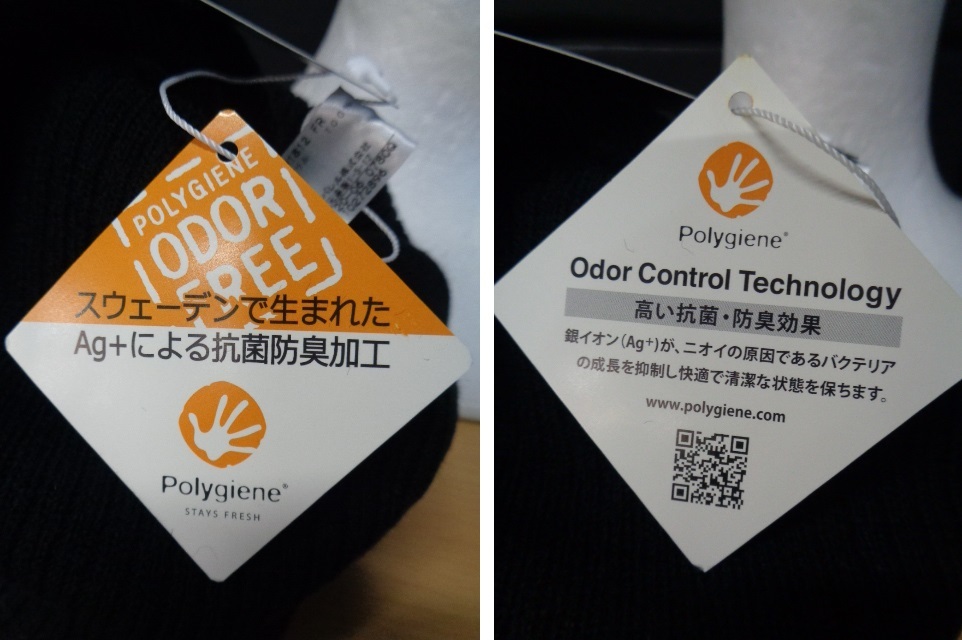 POLYGIENE
ODOR
FREE
スウェーデンで生まれた
Ag+による抗菌防臭加工
Polygiene®
STAYS FRESH
Polygiene®
Odor Control Technology
高い抗菌・防臭効果
銀イオン(Ag+)が、ニオイの原因であるバクテリア
の成長を抑制し快適で清潔な状態を保ちます。
www.polygiene.com